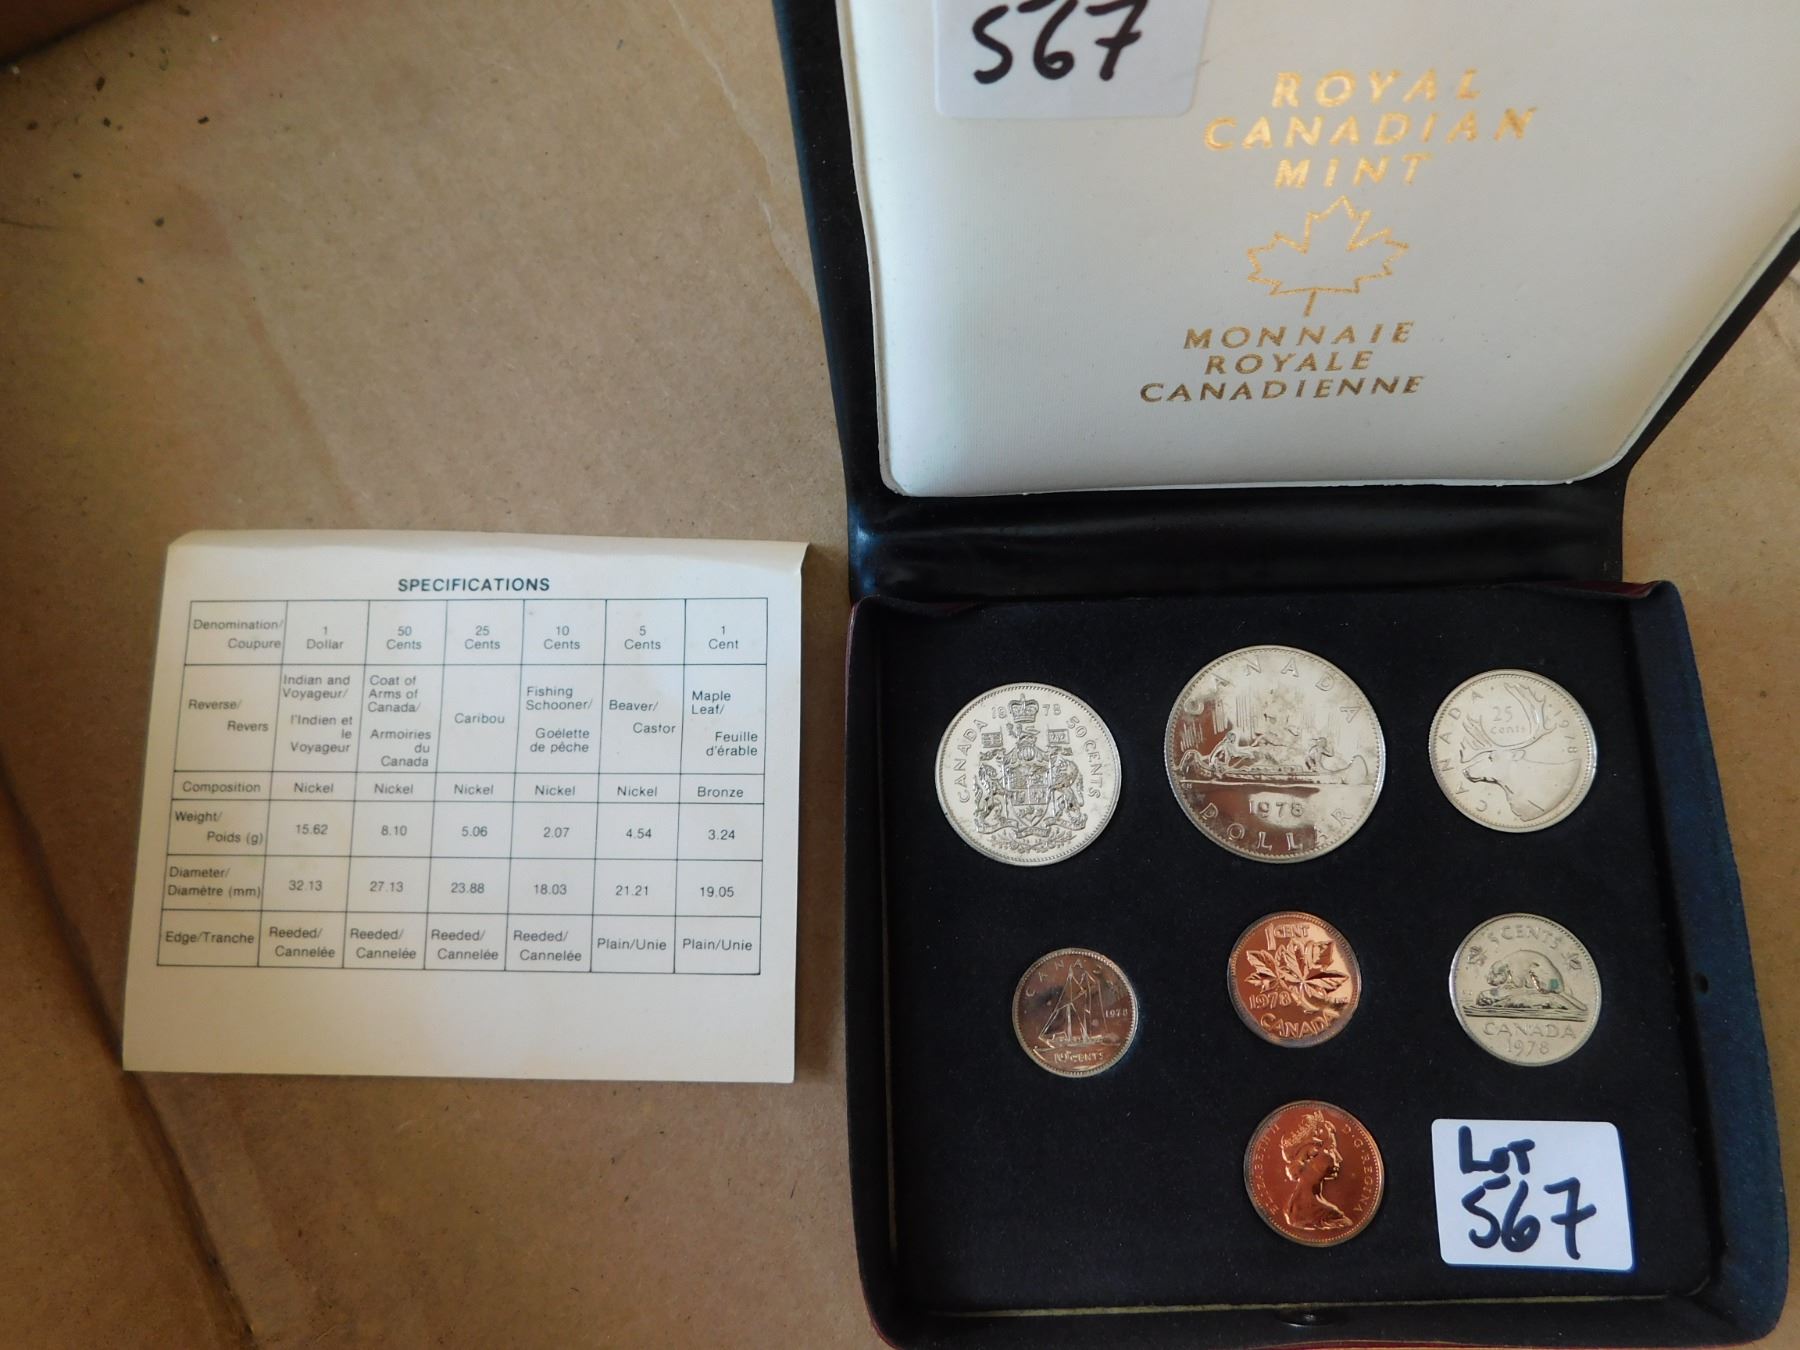 567
ROYAL
CANADIAN
MINT
MONNAIE
ROYALE
CANADIENNE
SPECIFICATIONS
Denomination/ Coupure 1 Dollar 50 Cents 25 Cents 10 Cents 5 Cents 1 Cent
Reverse/ Revers Indian and Voyageur/ l'Indien et le Voyageur Coat of Arms of Canada/ Armoiries du Canada Caribou Fishing Schooner/ Goélette de pêche Beaver/ Castor Maple Leaf/ Feuille d'érable
Composition Nickel Nickel Nickel Nickel Nickel Bronze
Weight/ Poids (g) 15.62 8.10 5.06 2.07 4.54 3.24
Diameter/ Diamètre (mm) 32.13 27.13 23.88 18.03 21.21 19.05
Edge/Tranche Reeded/ Cannelée Reeded/ Cannelée Reeded/ Cannelée Reeded/ Cannelée Plain/Unie Plain/Unie
CANADA 1978 50 CENTS
CANADA
1978
DOLLAR
CANADA 25 cents 1978
CANADA
1978
10 CENTS
1 CENT
1978
CANADA
5 CENTS
CANADA
1978
ELIZABETH II D·G·REGINA
LOT
567